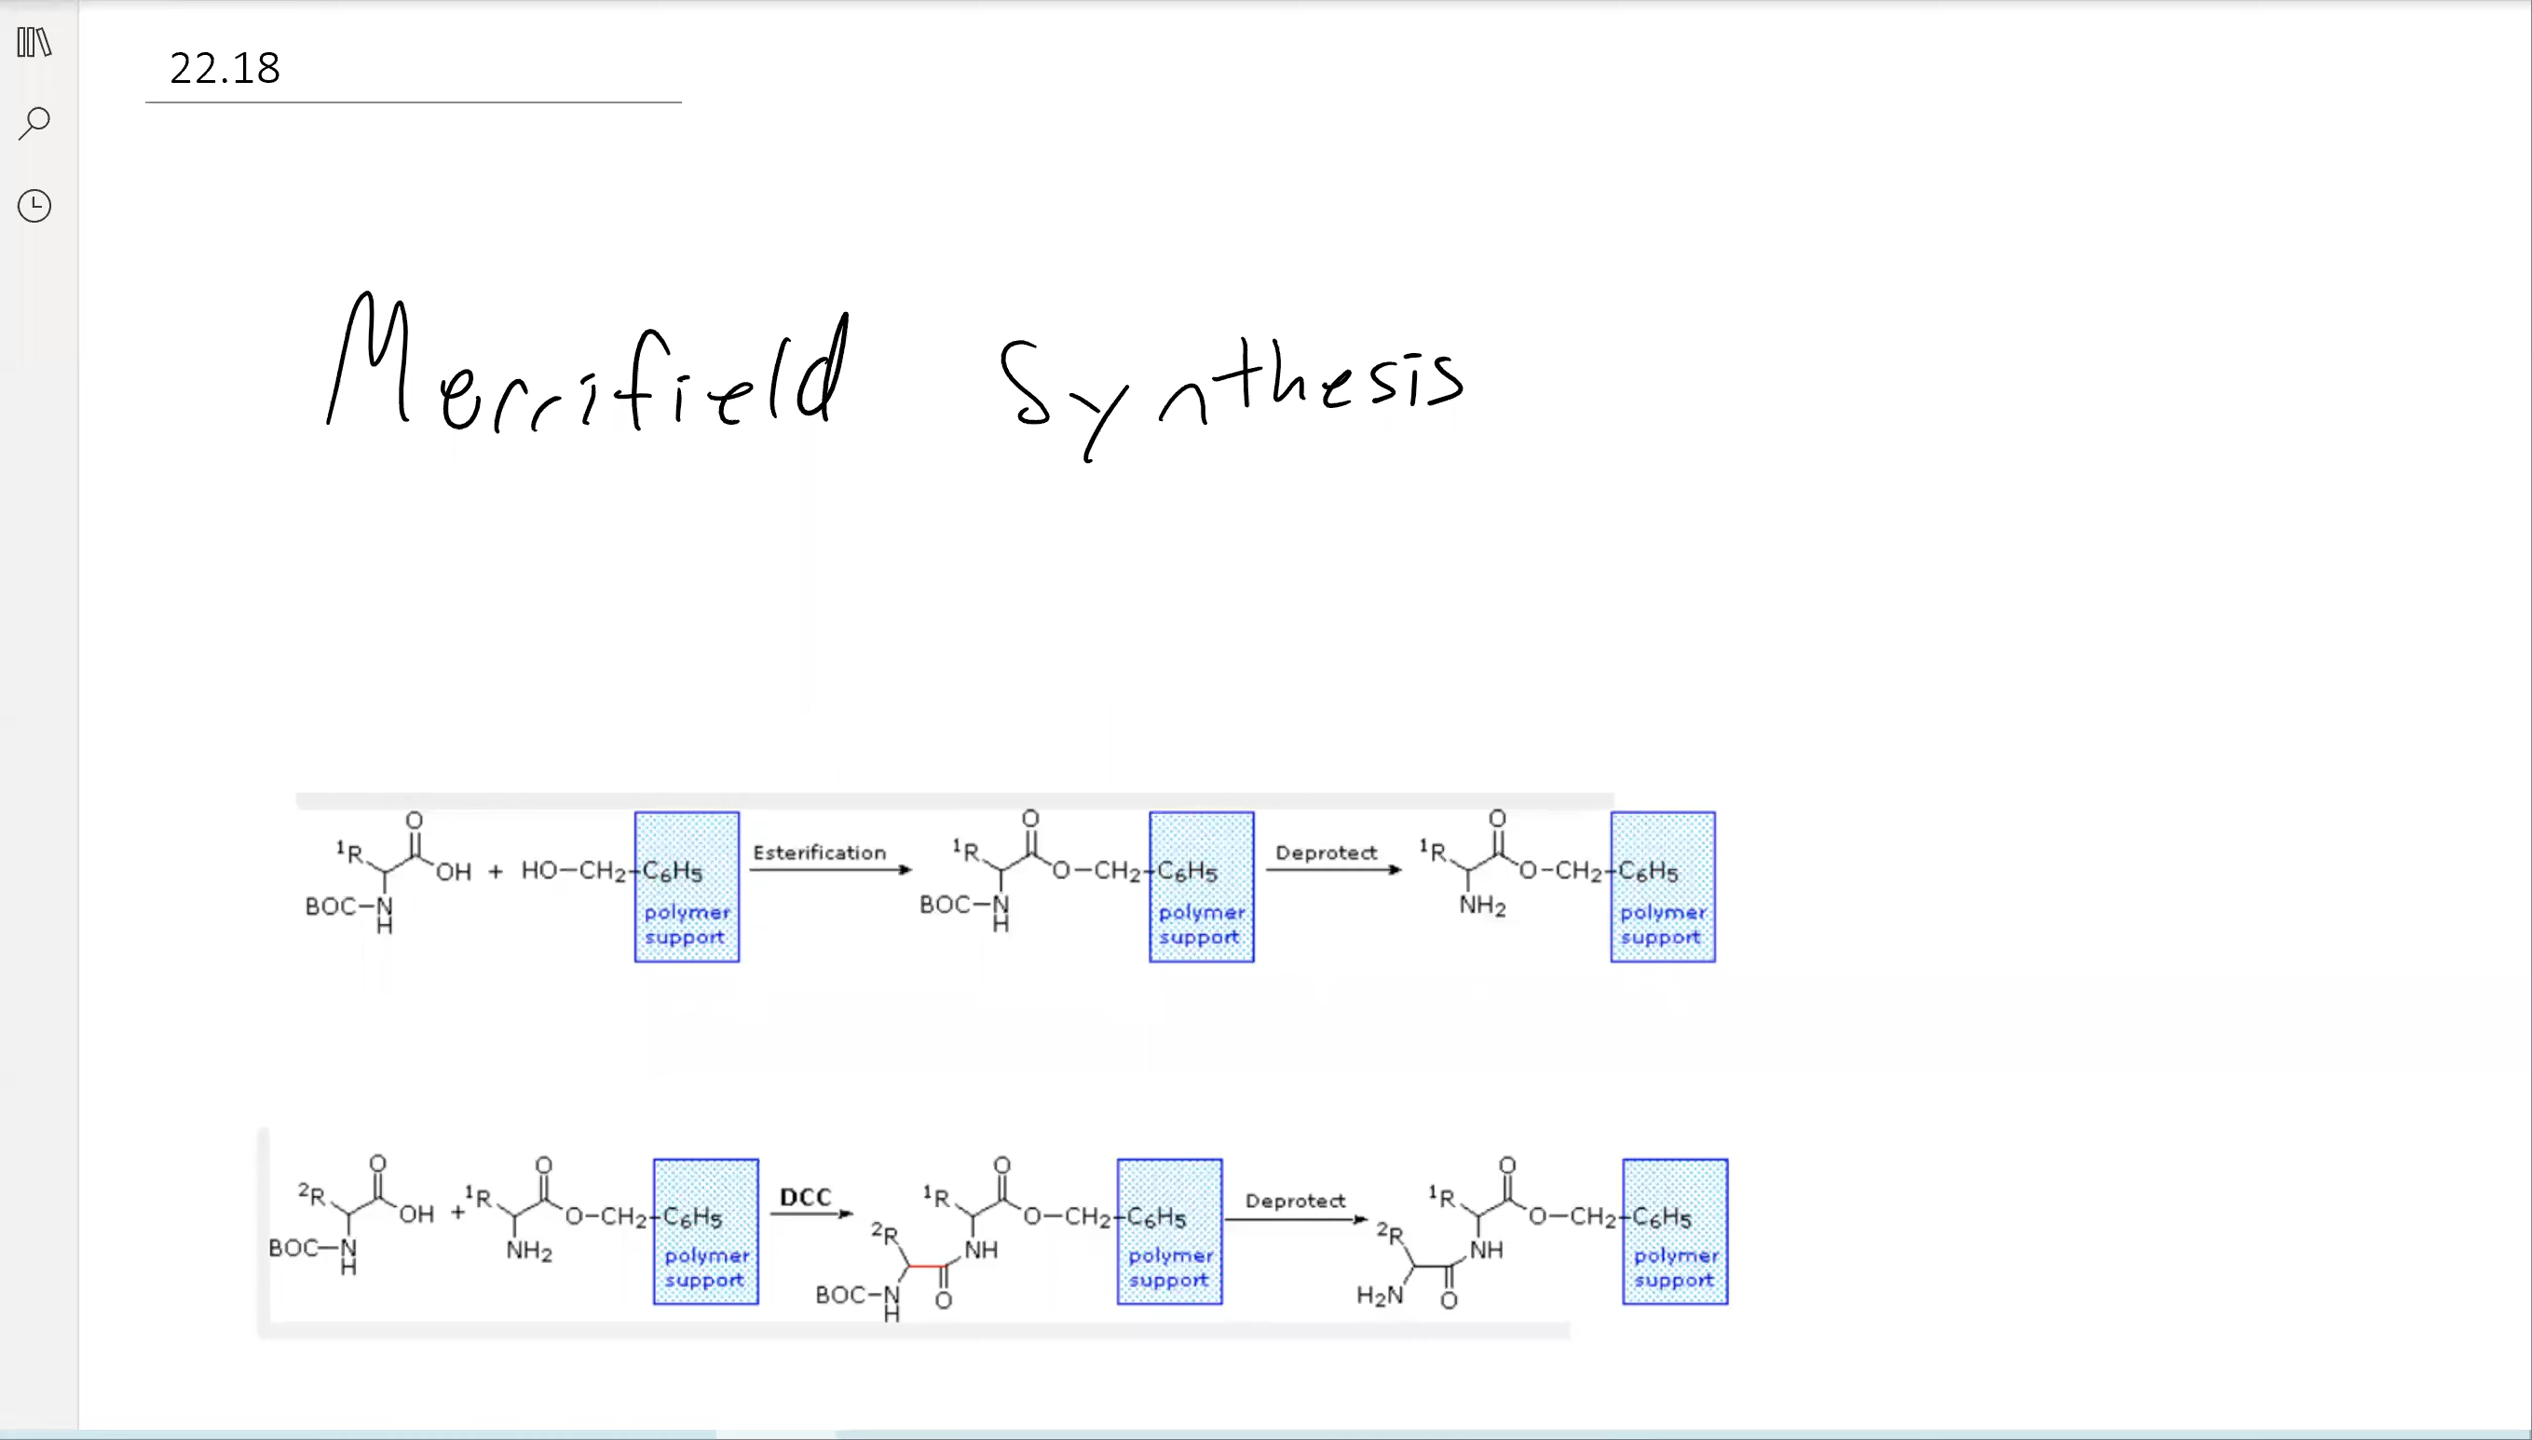 22.18
Merrifield Synthesis
¹R O OH + HO–CH₂–C₆H₅ Esterification ¹R O O–CH₂–C₆H₅ Deprotect ¹R O O–CH₂–C₆H₅
BOC–N H BOC–N H NH₂
polymer support polymer support polymer support
²R O OH + ¹R O O–CH₂–C₆H₅ DCC ¹R O O–CH₂–C₆H₅ Deprotect ¹R O O–CH₂–C₆H₅
BOC–N H NH₂ ²R NH ²R NH
polymer support polymer support polymer support
BOC–N H O H₂N O